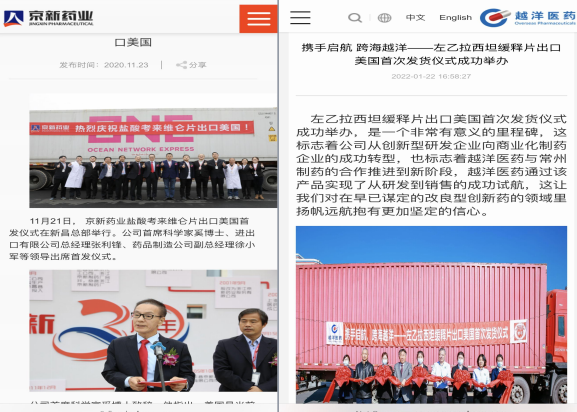 京新药业
JINGXIN PHARMACEUTICAL
口美国
发布时间：2020.11.23 | 分享
京新药业 热烈庆祝盐酸考来维仑片出口美国！
ONE
OCEAN NETWORK EXPRESS
11月21日，京新药业盐酸考来维仑片出口美国首
发仪式在新昌总部举行。公司首席科学家奚博士、进出
口有限公司总经理张利锋、药品制造公司副总经理徐小
军等领导出席首发仪式。
中文 English 越洋医药
Overseas Pharmaceuticals
携手启航 跨海越洋——左乙拉西坦缓释片出口
美国首次发货仪式成功举办
2022-01-22 16:58:27
左乙拉西坦缓释片出口美国首次发货仪式
成功举办，是一个非常有意义的里程碑，这
标志着公司从创新型研发企业向商业化制药
企业的成功转型，也标志着越洋医药与常州
制药的合作推进到新阶段，越洋医药通过该
产品实现了从研发到销售的成功试航，这让
我们对在早已谋定的改良型创新药的领域里
扬帆远航抱有更加坚定的信心。
越洋医药 携手启航，跨海越洋——左乙拉西坦缓释片出口美国首次发货仪式